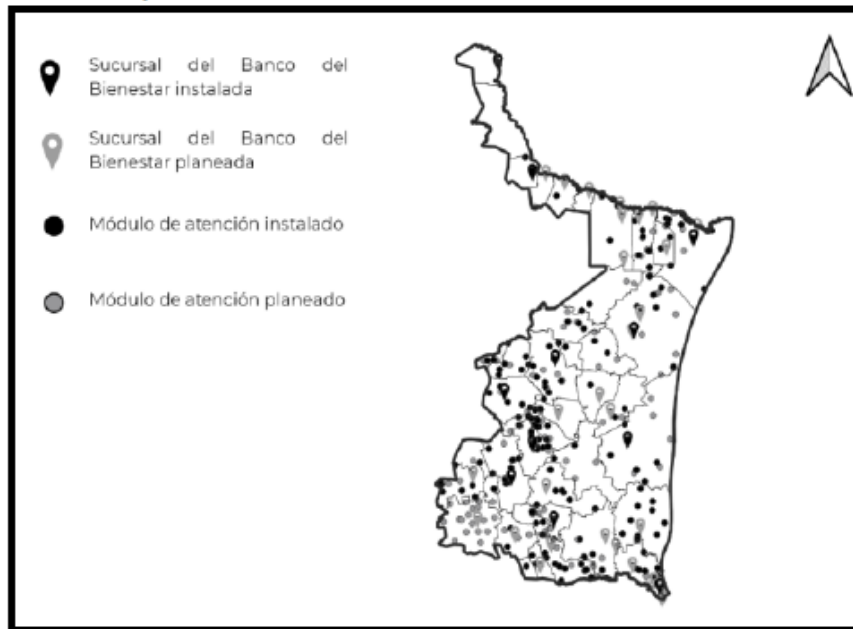 Sucursal del Banco del
Bienestar instalada
Sucursal del Banco del
Bienestar planeada
Módulo de atención instalado
Módulo de atención planeado